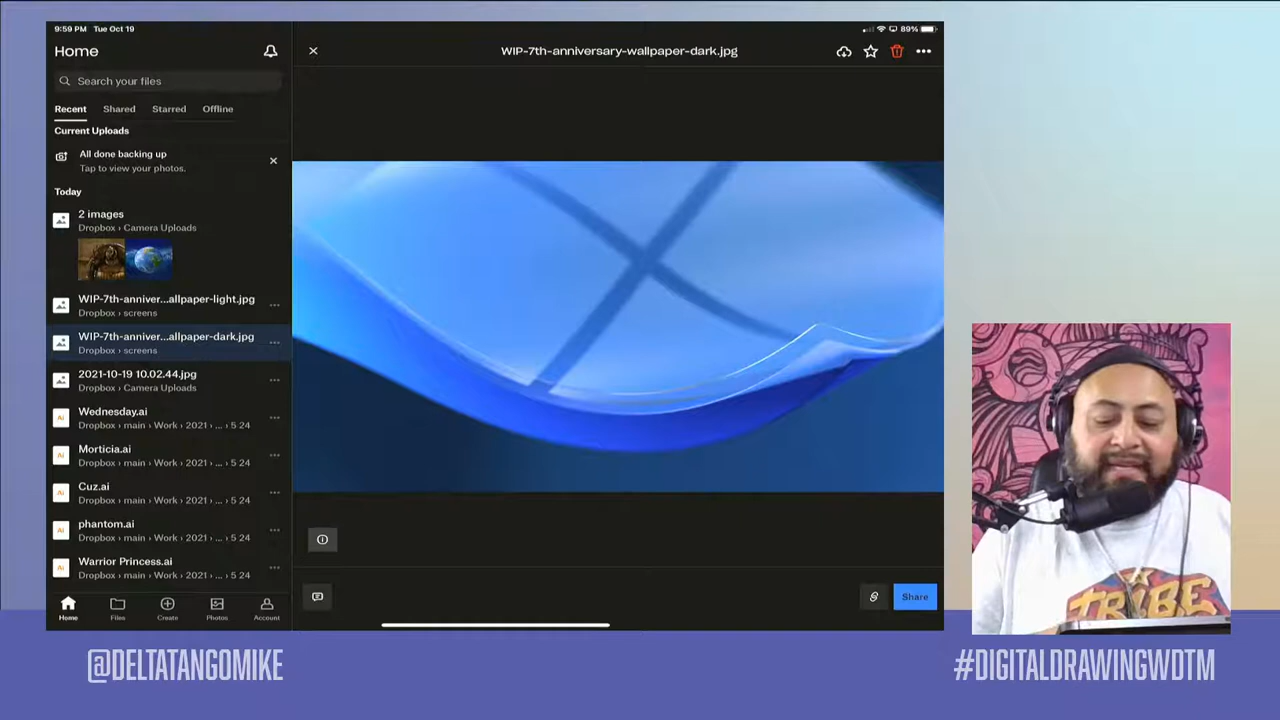 9:59 PM Tue Oct 19
89%
Home
WIP-7th-anniversary-wallpaper-dark.jpg
Search your files
Recent Shared Starred Offline
Current Uploads
All done backing up
Tap to view your photos.
Today
2 images
Dropbox › Camera Uploads
WIP-7th-anniver...allpaper-light.jpg
Dropbox › screens
WIP-7th-anniver...allpaper-dark.jpg
Dropbox › screens
2021-10-19 10.02.44.jpg
Dropbox › Camera Uploads
Ai
Wednesday.ai
Dropbox › main › Work › 2021 › ... › 5 24
Ai
Morticia.ai
Dropbox › main › Work › 2021 › ... › 5 24
Ai
Cuz.ai
Dropbox › main › Work › 2021 › ... › 5 24
Ai
phantom.ai
Dropbox › main › Work › 2021 › ... › 5 24
Ai
Warrior Princess.ai
Dropbox › main › Work › 2021 › ... › 5 24
Home Files Create Photos Account
Share
TRIBE
@DELTATANGOMIKE
#DIGITALDRAWINGWDTM